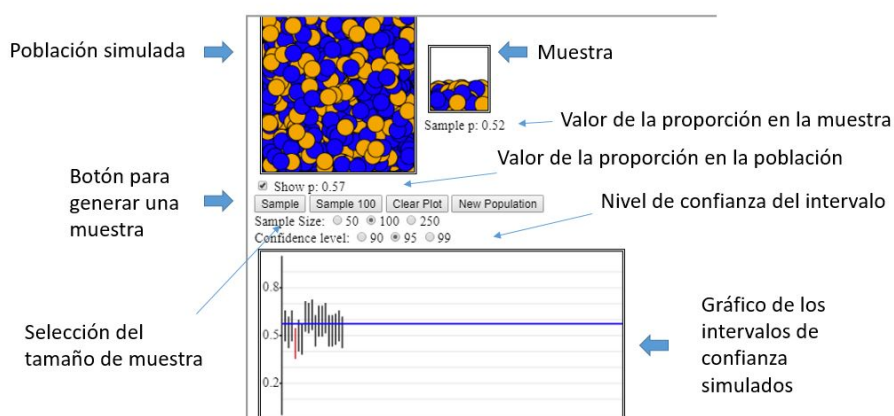 Población simulada
Muestra
Sample p: 0.52
Valor de la proporción en la muestra
Valor de la proporción en la población
Botón para
generar una
muestra
Show p: 0.57
Sample Sample 100 Clear Plot New Population
Nivel de confianza del intervalo
Sample Size: 50 100 250
Confidence level: 90 95 99
0.8
0.5
0.2
Selección del
tamaño de muestra
Gráfico de los
intervalos de
confianza
simulados